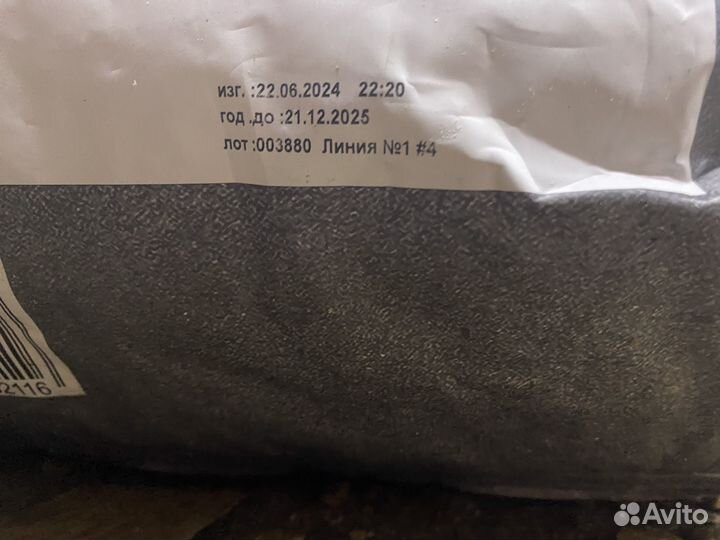 изг. :22.06.2024 22:20
год .до :21.12.2025
лот :003880 Линия №1 #4
2116
Avito